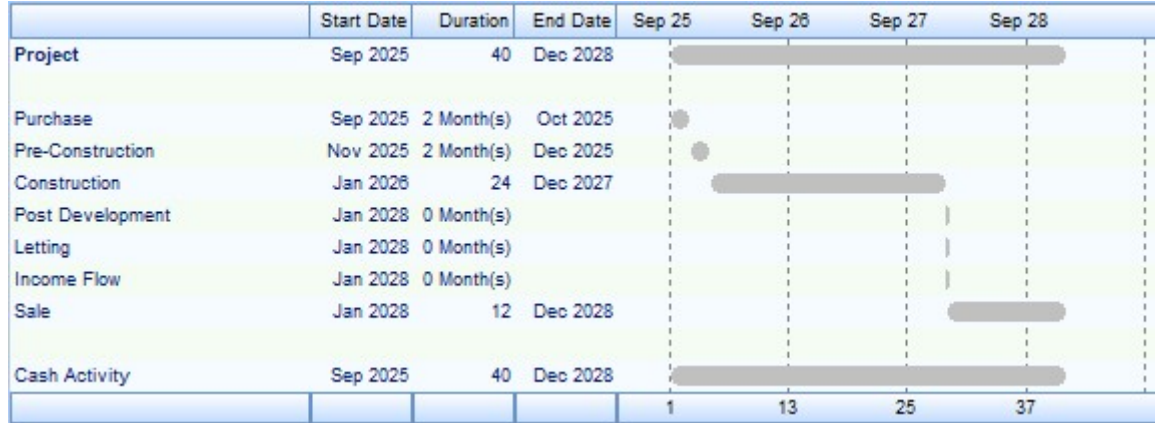 Start Date Duration End Date Sep 25 Sep 26 Sep 27 Sep 28
Project Sep 2025 40 Dec 2028
Purchase Sep 2025 2 Month(s) Oct 2025
Pre-Construction Nov 2025 2 Month(s) Dec 2025
Construction Jan 2026 24 Dec 2027
Post Development Jan 2028 0 Month(s)
Letting Jan 2028 0 Month(s)
Income Flow Jan 2028 0 Month(s)
Sale Jan 2028 12 Dec 2028
Cash Activity Sep 2025 40 Dec 2028
1 13 25 37